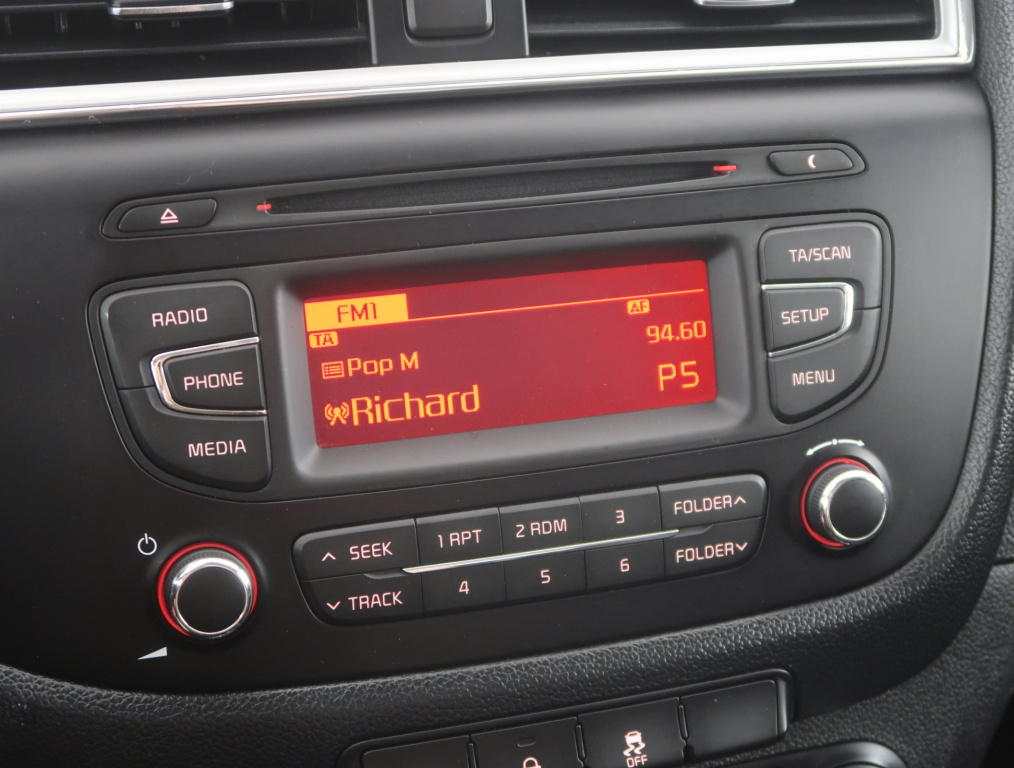 TA/SCAN
RADIO
FM1
AF
SETUP
TA
94.60
PHONE
Pop M
P5
MENU
Richard
MEDIA
SEEK
1 RPT
2 RDM
3
FOLDER
TRACK
4
5
6
FOLDER
OFF